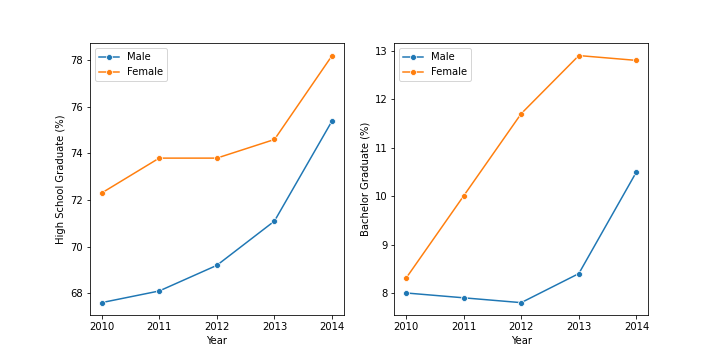 High School Graduate (%)
78
76
74
72
70
68
Male
Female
2010 2011 2012 2013 2014
Year
Bachelor Graduate (%)
13
12
11
10
9
8
Male
Female
2010 2011 2012 2013 2014
Year